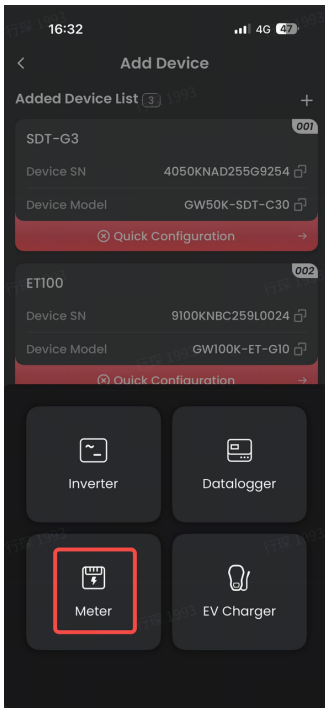 16:32
4G 47
Add Device
Added Device List 3
001
SDT-G3
Device SN 4050KNAD255G9254
Device Model GW50K-SDT-C30
Quick Configuration
002
ET100
Device SN 9100KNBC259L0024
Device Model GW100K-ET-G10
Quick Configuration
Inverter
Datalogger
Meter
EV Charger